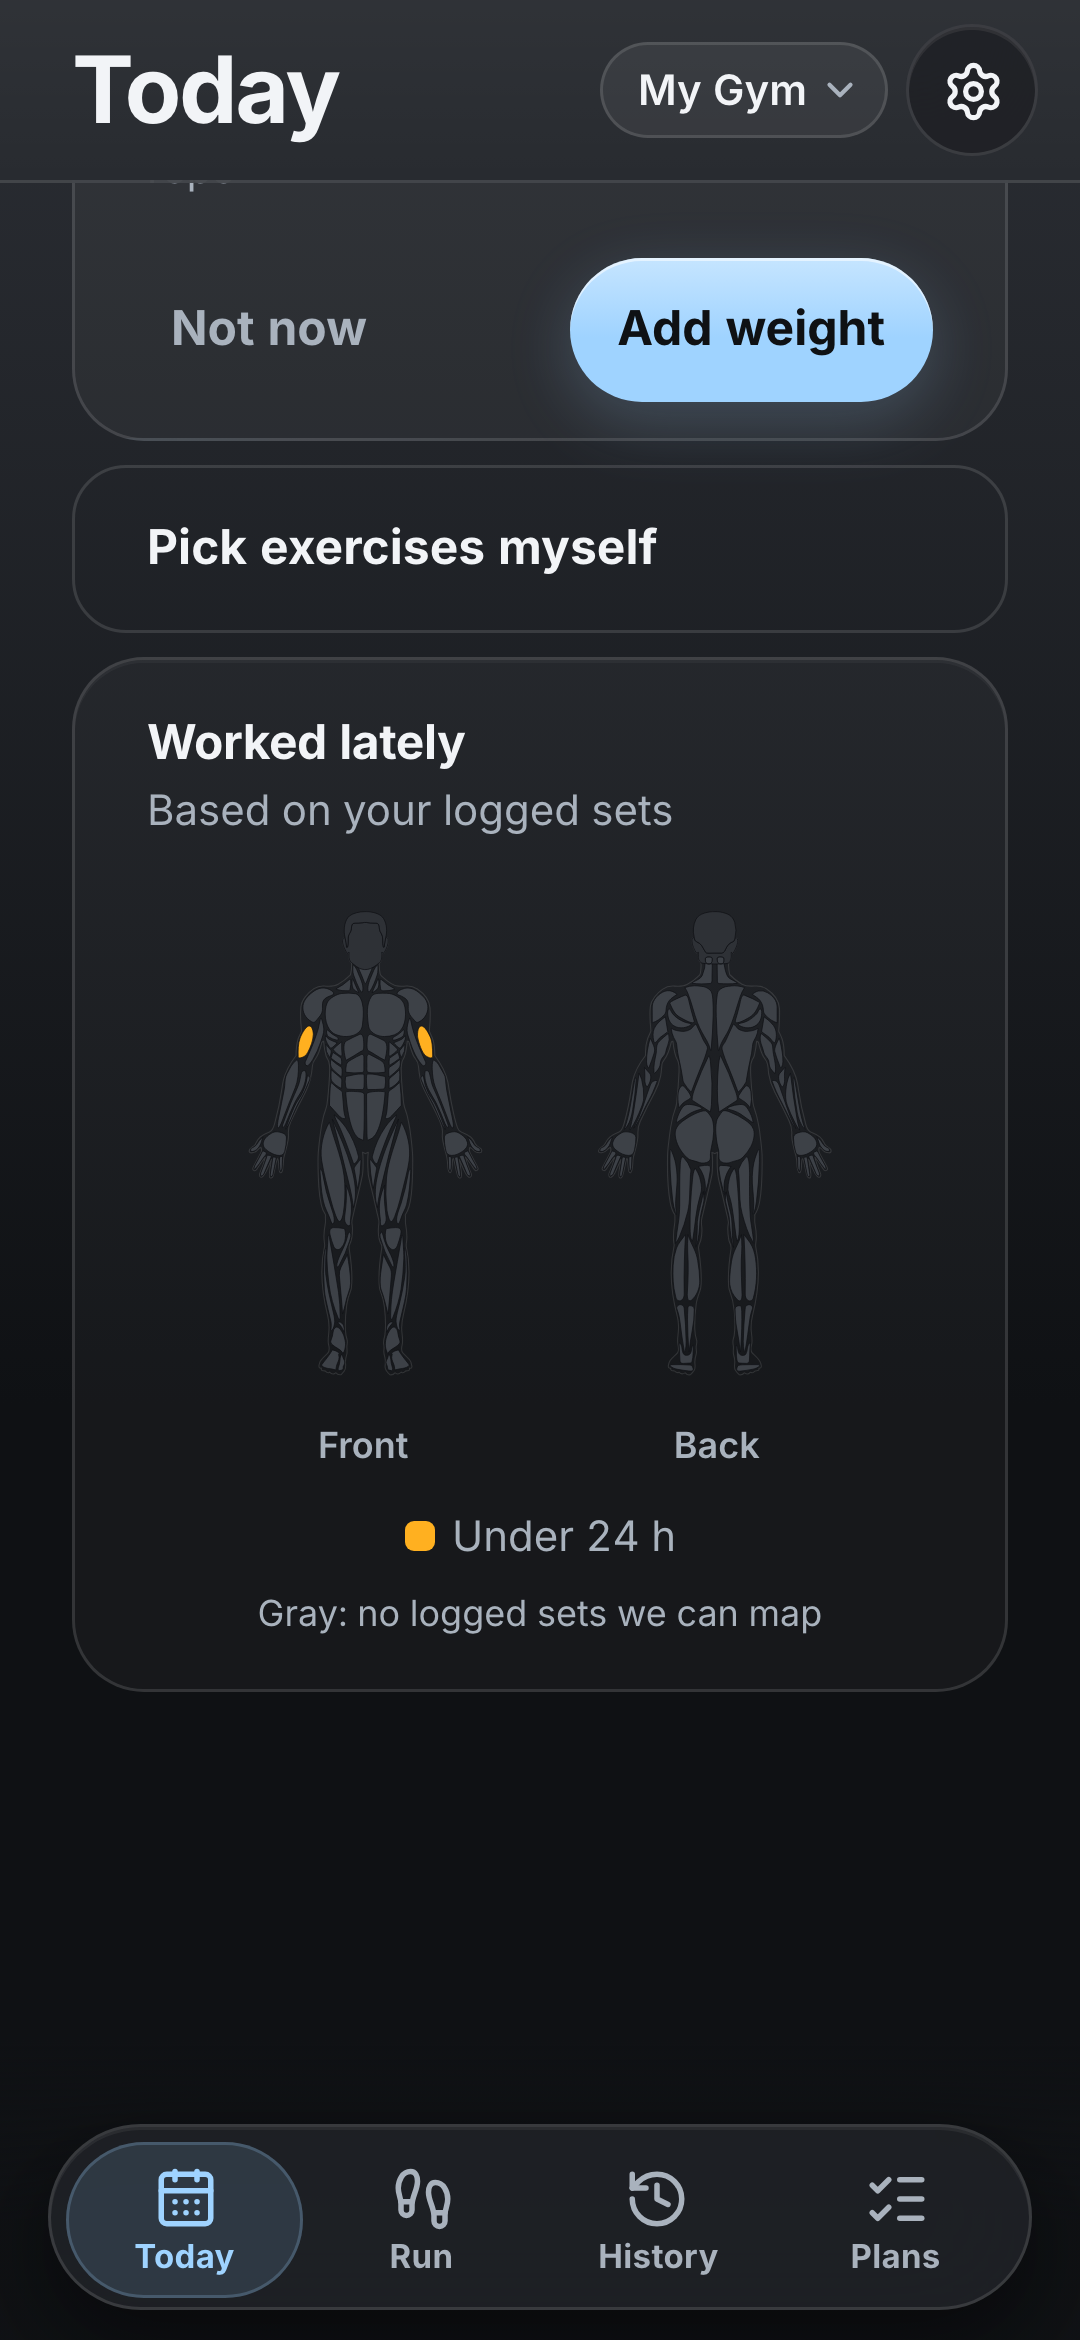 Today
My Gym
Not now
Add weight
Pick exercises myself
Worked lately
Based on your logged sets
Front
Back
Under 24 h
Gray: no logged sets we can map
Today
Run
History
Plans